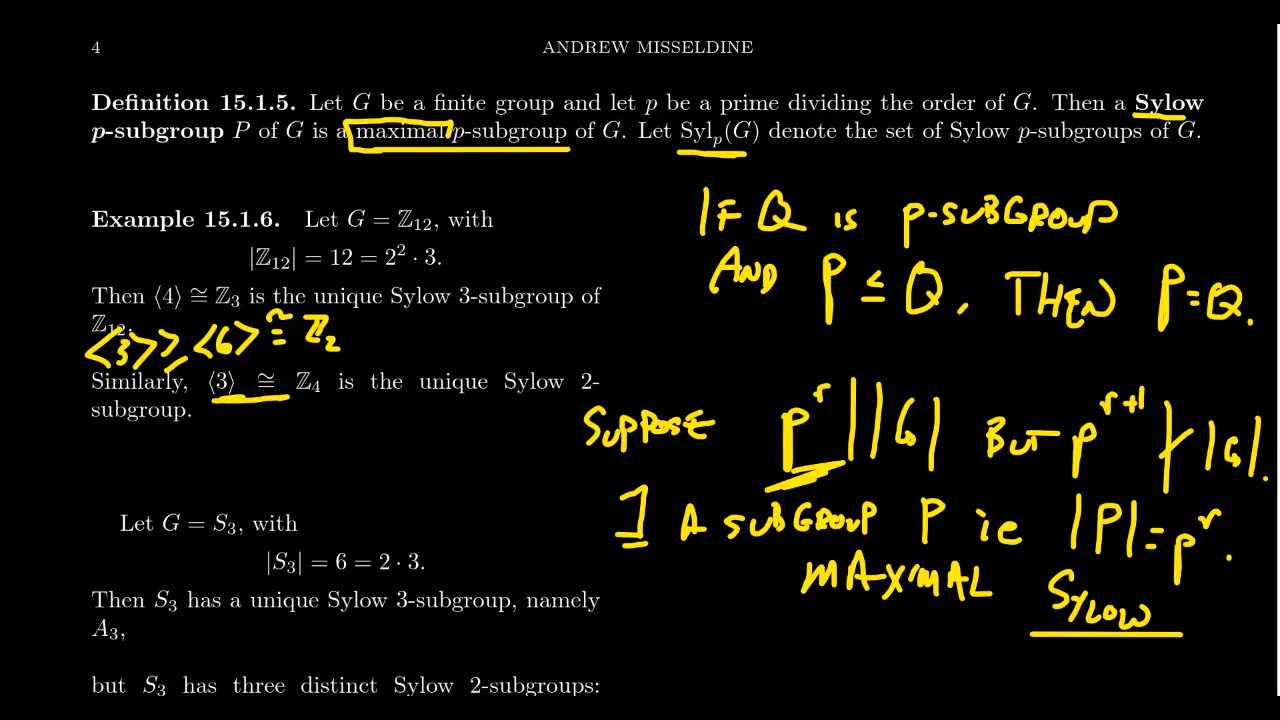 4 ANDREW MISSELDINE
Definition 15.1.5. Let G be a finite group and let p be a prime dividing the order of G. Then a Sylow
p-subgroup P of G is a maximal p-subgroup of G. Let Syl_p(G) denote the set of Sylow p-subgroups of G.
Example 15.1.6. Let G = ℤ₁₂, with
|ℤ₁₂| = 12 = 2² · 3.
Then ⟨4⟩ ≅ ℤ₃ is the unique Sylow 3-subgroup of
ℤ₁₂.
⟨3⟩ ≥ ⟨6⟩ ≅ ℤ₂
Similarly, ⟨3⟩ ≅ ℤ₄ is the unique Sylow 2-
subgroup.
Let G = S₃, with
|S₃| = 6 = 2 · 3.
Then S₃ has a unique Sylow 3-subgroup, namely
A₃,
but S₃ has three distinct Sylow 2-subgroups:
IF Q is p-SUBGROUP
AND P ≤ Q, THEN P=Q.
SUPPOSE p^r | |G| BUT p^{r+1} ∤ |G|.
∃ A SUBGROUP P ie |P| = p^r.
MAXIMAL SYLOW